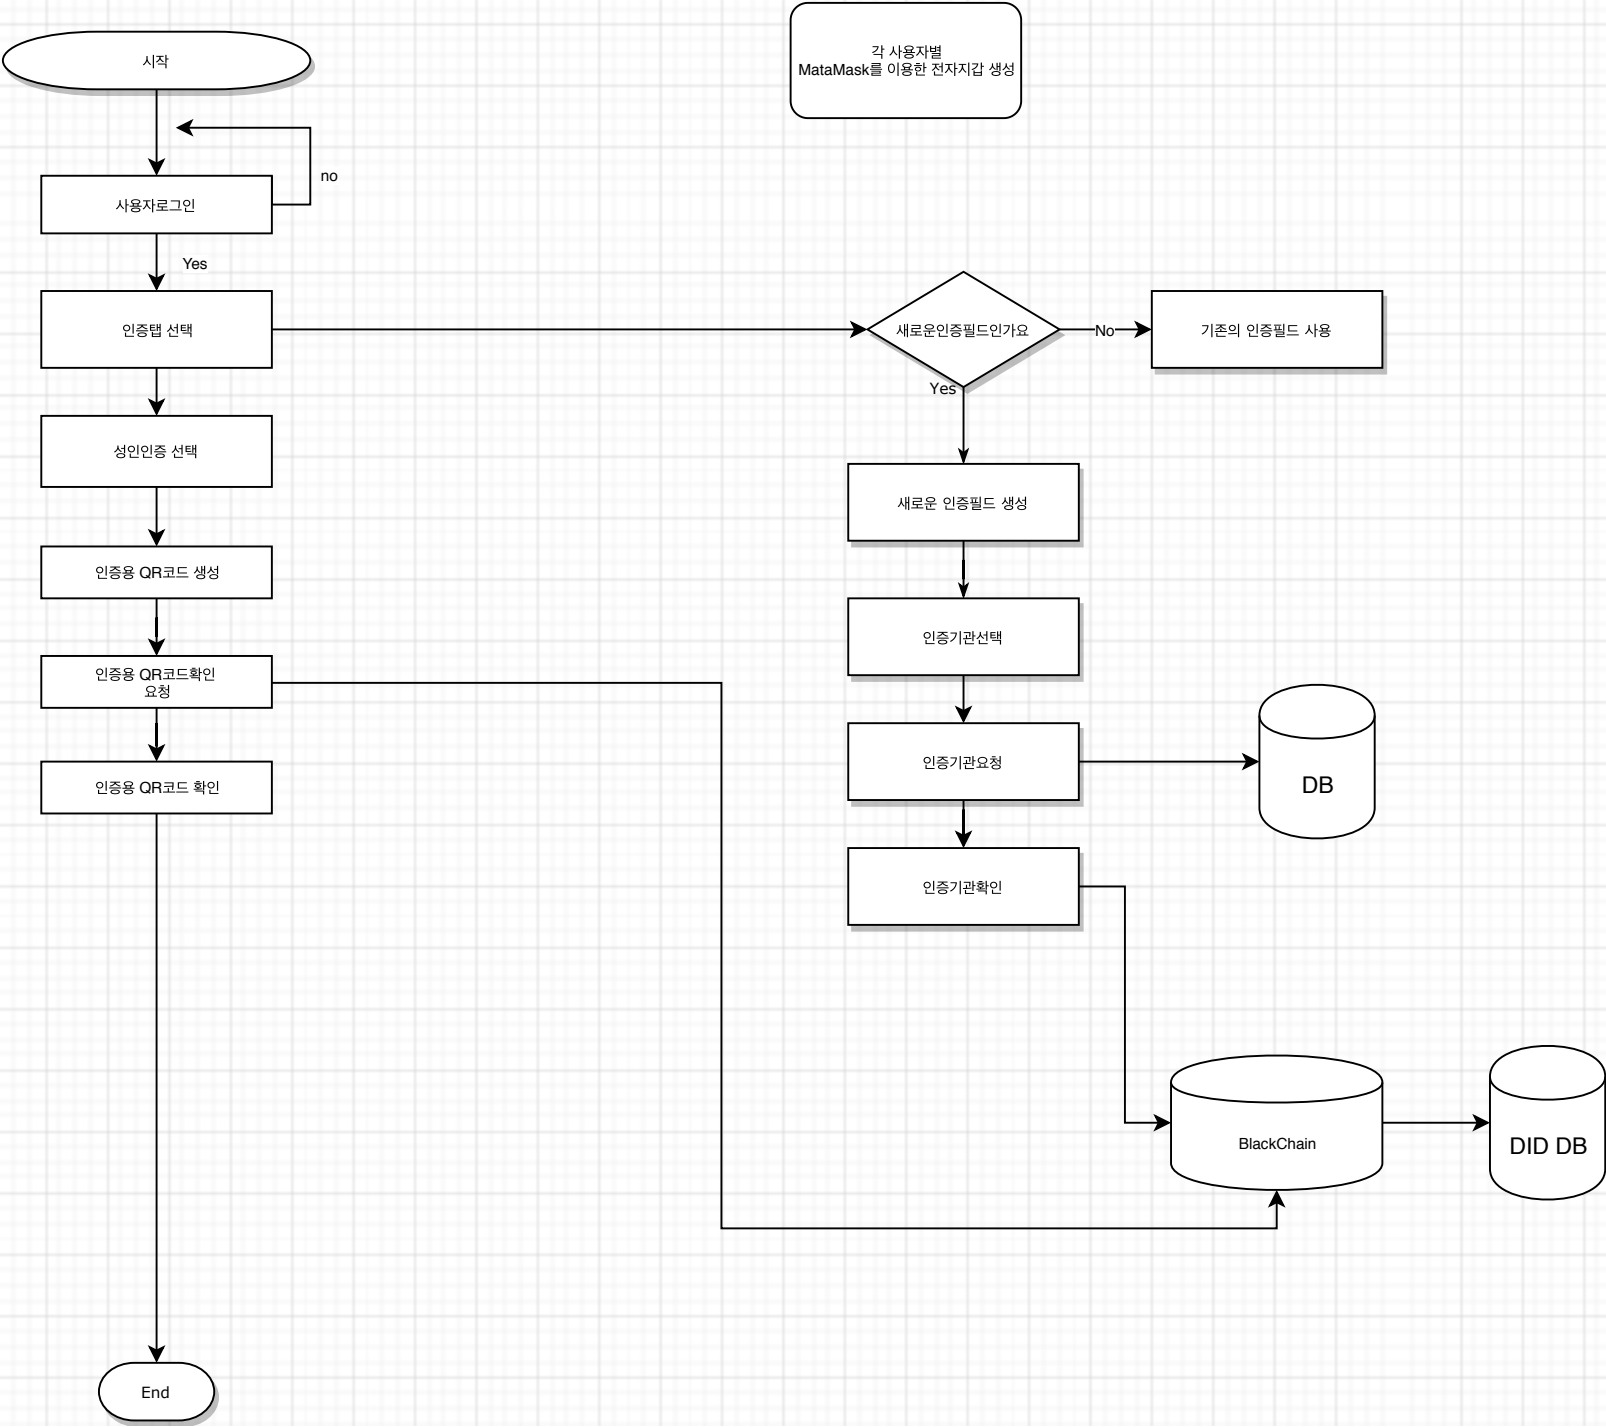 각 사용자별
MataMask를 이용한 전자지갑 생성
시작
no
사용자로그인
Yes
인증탭 선택
새로운인증필드인가요
No
기존의 인증필드 사용
Yes
성인인증 선택
새로운 인증필드 생성
인증용 QR코드 생성
인증기관선택
인증용 QR코드확인
요청
인증기관요청
DB
인증용 QR코드 확인
인증기관확인
BlackChain
DID DB
End